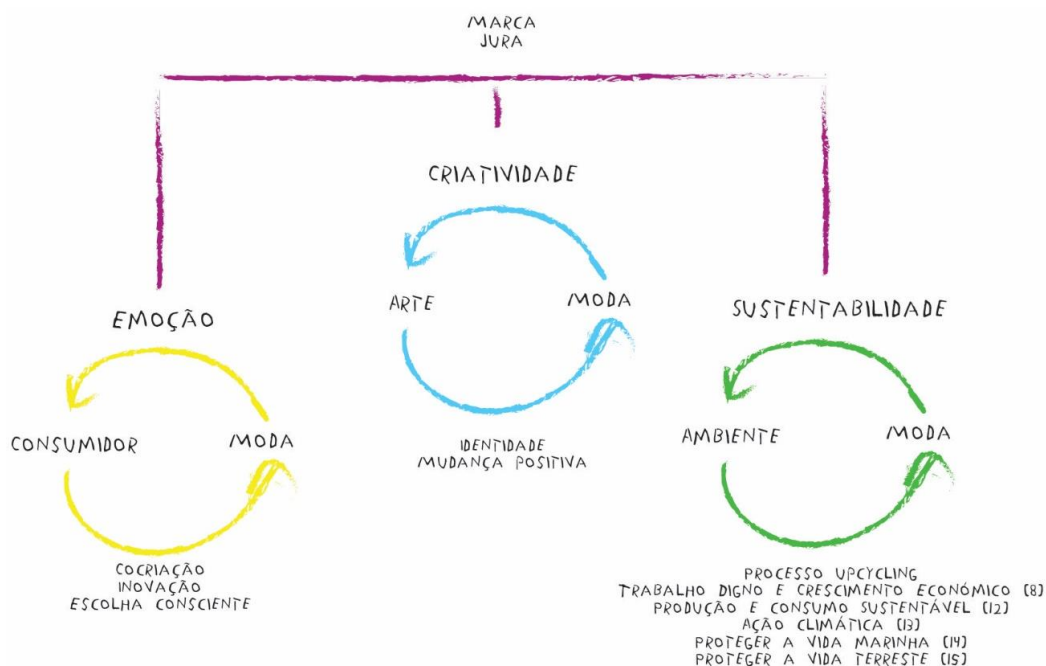 MARCA
JURA
CRIATIVIDADE
ARTE
MODA
IDENTIDADE
MUDANÇA POSITIVA
EMOÇÃO
CONSUMIDOR
MODA
COCRIAÇÃO
INOVAÇÃO
ESCOLHA CONSCIENTE
SUSTENTABILIDADE
AMBIENTE
MODA
PROCESSO UPCYCLING
TRABALHO DIGNO E CRESCIMENTO ECONÓMICO (8)
PRODUÇÃO E CONSUMO SUSTENTÁVEL (12)
AÇÃO CLIMÁTICA (13)
PROTEGER A VIDA MARINHA (14)
PROTEGER A VIDA TERRESTE (15)